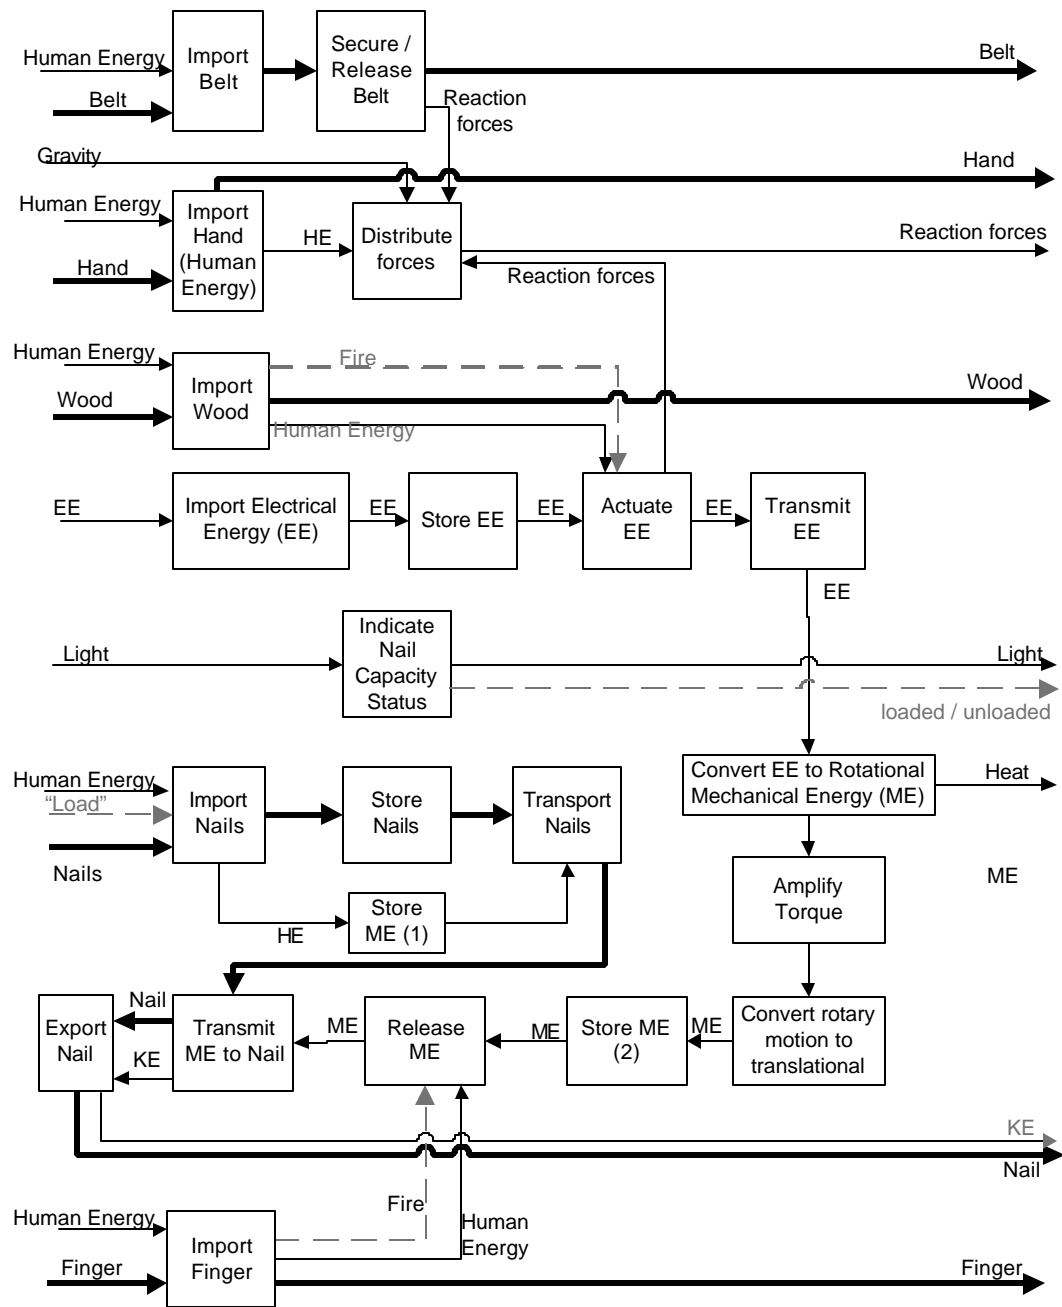 Human Energy
Belt
Import
Belt
Secure /
Release
Belt
Belt
Reaction
forces
Gravity
Human Energy
Hand
Import
Hand
(Human
Energy)
HE
Distribute
forces
Hand
Reaction forces
Reaction forces
Human Energy
Wood
Import
Wood
Fire
Human Energy
Wood
EE
Import Electrical
Energy (EE)
EE
Store EE
EE
Actuate
EE
EE
Transmit
EE
EE
Light
Indicate
Nail
Capacity
Status
Light
loaded / unloaded
Human Energy
“Load”
Nails
Import
Nails
Store
Nails
Transport
Nails
Convert EE to Rotational
Mechanical Energy (ME)
Heat
HE
Store
ME (1)
Amplify
Torque
ME
Export
Nail
Nail
KE
Transmit
ME to Nail
ME
Release
ME
ME
Store ME
(2)
ME
Convert rotary
motion to
translational
KE
Nail
Human Energy
Finger
Import
Finger
Fire
Human
Energy
Finger